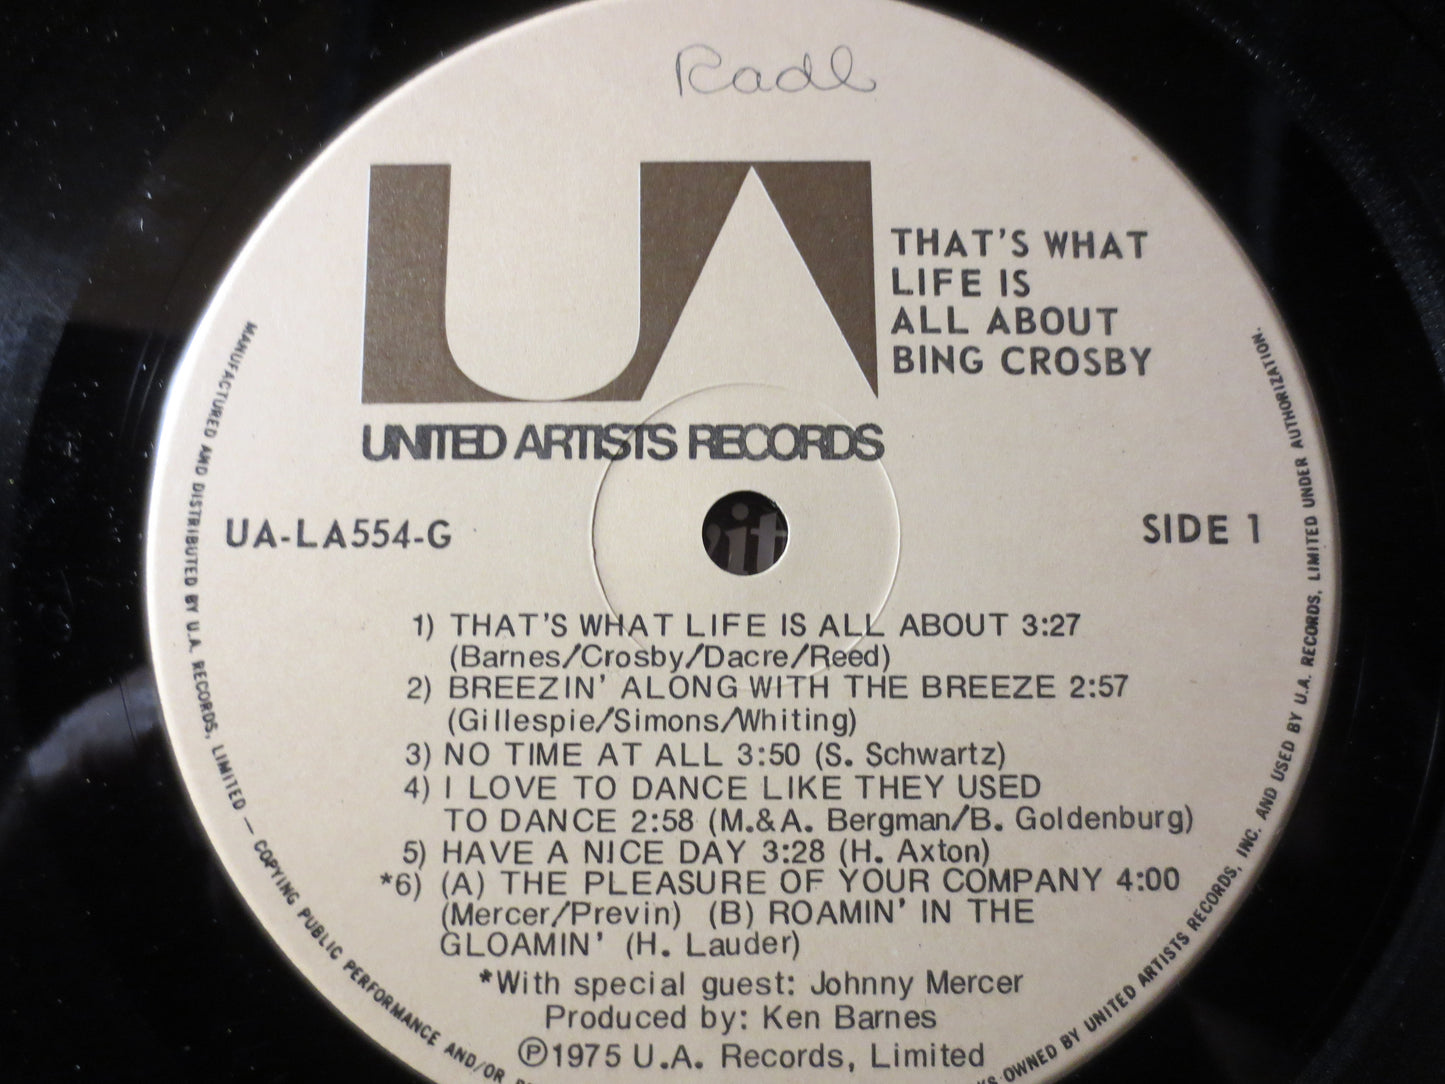 Radl
UA
UNITED ARTISTS RECORDS
THAT'S WHAT
LIFE IS
ALL ABOUT
BING CROSBY
UA-LA554-G
SIDE 1
1) THAT'S WHAT LIFE IS ALL ABOUT 3:27
(Barnes/Crosby/Dacre/Reed)
2) BREEZIN' ALONG WITH THE BREEZE 2:57
(Gillespie/Simons/Whiting)
3) NO TIME AT ALL 3:50 (S. Schwartz)
4) I LOVE TO DANCE LIKE THEY USED
TO DANCE 2:58 (M.&A. Bergman/B. Goldenburg)
5) HAVE A NICE DAY 3:28 (H. Axton)
*6) (A) THE PLEASURE OF YOUR COMPANY 4:00
(Mercer/Previn) (B) ROAMIN' IN THE
GLOAMIN' (H. Lauder)
*With special guest: Johnny Mercer
Produced by: Ken Barnes
Ⓟ1975 U.A. Records, Limited
MANUFACTURED AND DISTRIBUTED BY U.A. RECORDS, LIMITED — COPYING PUBLIC PERFORMANCE AND/OR
OWNED BY UNITED ARTISTS RECORDS, INC. AND USED BY U.A. RECORDS, LIMITED UNDER AUTHORIZATION.